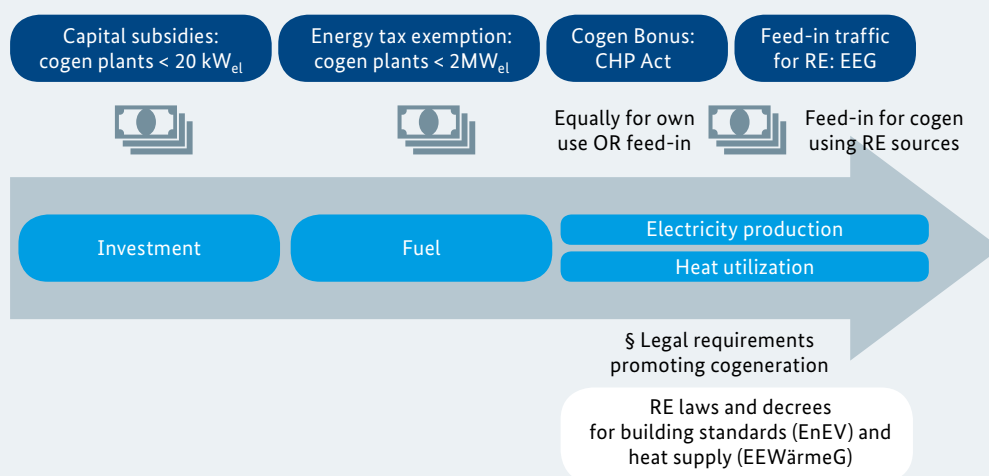 Capital subsidies:
cogen plants < 20 kWel
Energy tax exemption:
cogen plants < 2MWel
Cogen Bonus:
CHP Act
Feed-in traffic
for RE: EEG
Equally for own
use OR feed-in
Feed-in for cogen
using RE sources
Investment
Fuel
Electricity production
Heat utilization
§ Legal requirements
promoting cogeneration
RE laws and decrees
for building standards (EnEV) and
heat supply (EEWärmeG)